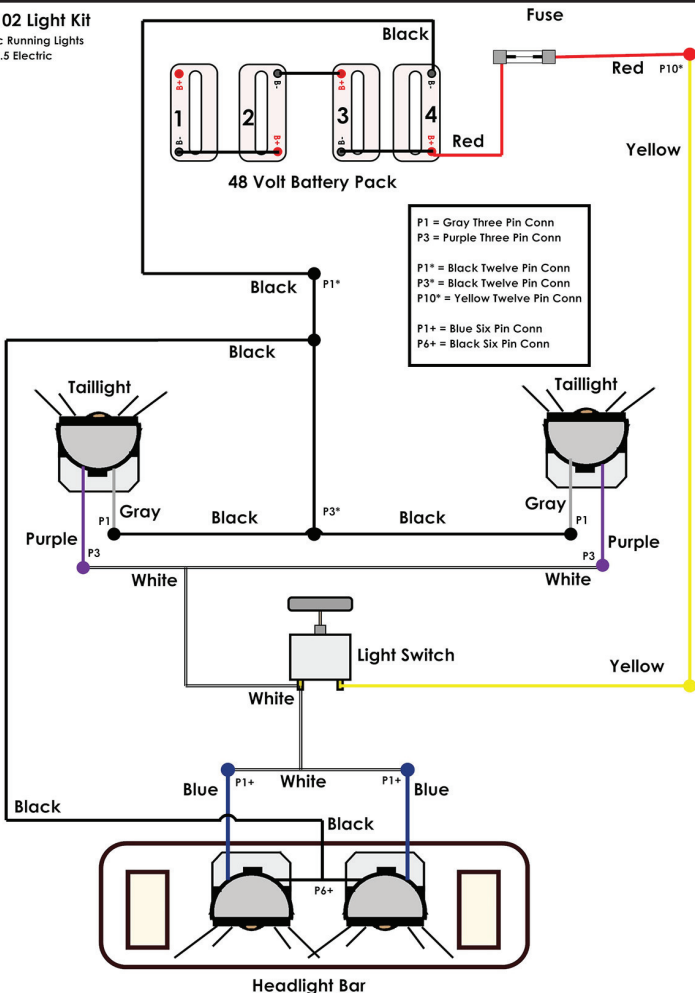 02 Light Kit
c Running Lights
.5 Electric
Fuse
Black
Red
P10*
B+
B-
B+
B-
1
2
3
4
B-
B+
B-
B+
Red
Yellow
48 Volt Battery Pack
P1 = Gray Three Pin Conn
P3 = Purple Three Pin Conn
P1* = Black Twelve Pin Conn
P3* = Black Twelve Pin Conn
P10* = Yellow Twelve Pin Conn
P1+ = Blue Six Pin Conn
P6+ = Black Six Pin Conn
Black
P1*
Black
Taillight
Taillight
Gray
P1
Black
P3*
Black
Gray
P1
Purple
P3
Purple
P3
White
White
Light Switch
Yellow
White
Blue
P1+
White
P1+
Blue
Black
Black
P6+
Headlight Bar